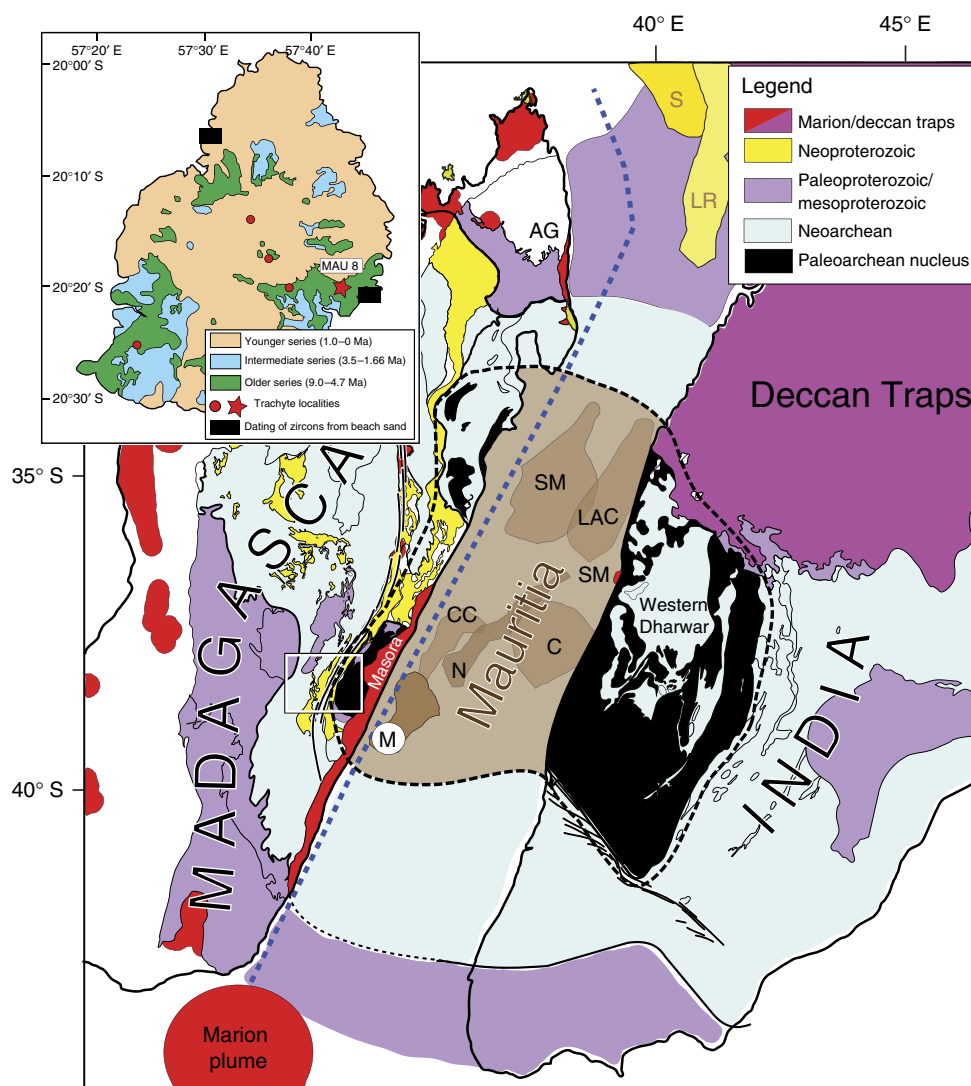 40° E
45° E
57°20′ E
57°30′ E
57°40′ E
20°00′ S
20°10′ S
20°20′ S
20°30′ S
MAU 8
Younger series (1.0–0 Ma)
Intermediate series (3.5–1.66 Ma)
Older series (9.0–4.7 Ma)
Trachyte localities
Dating of zircons from beach sand
Legend
Marion/deccan traps
Neoproterozoic
Paleoproterozoic/
mesoproterozoic
Neoarchean
Paleoarchean nucleus
S
LR
AG
Deccan Traps
35° S
40° S
SM
LAC
SM
CC
C
N
M
Mauritia
Masora
Western
Dharwar
MADAGASCA
INDIA
Marion
plume